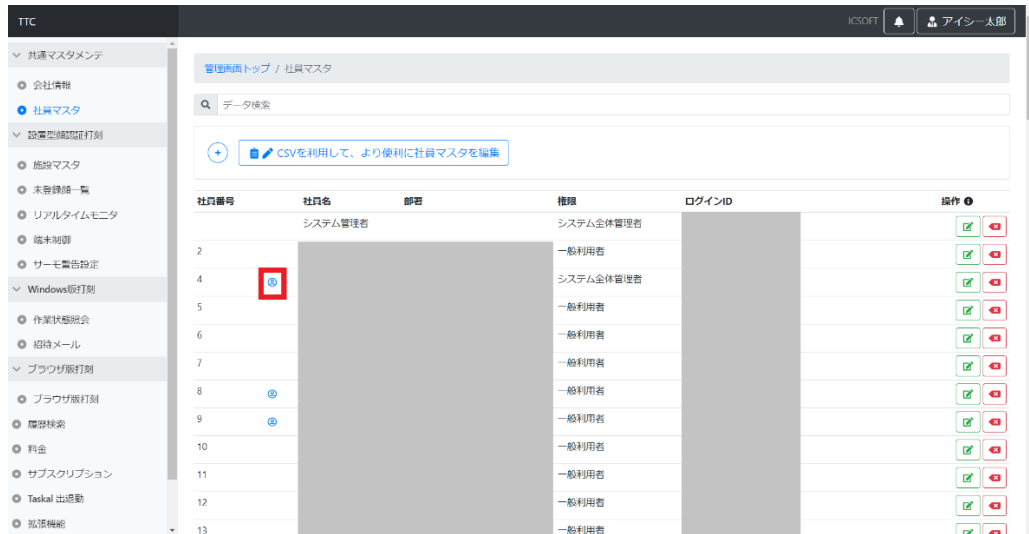 TTC
ICSOFT
アイシー太郎
共通マスタメンテ
会社情報
社員マスタ
設置型顔認証打刻
施設マスタ
未登録顔一覧
リアルタイムモニタ
端末制御
サーモ警告設定
Windows版打刻
作業状態照会
招待メール
ブラウザ版打刻
ブラウザ版打刻
履歴検索
料金
サブスクリプション
Taskal 出退勤
拡張機能
管理画面トップ / 社員マスタ
データ検索
CSVを利用して、より便利に社員マスタを編集
社員番号 社員名 部署 権限 ログインID 操作
システム管理者 システム全体管理者
2 一般利用者
4 システム全体管理者
5 一般利用者
6 一般利用者
7 一般利用者
8 一般利用者
9 一般利用者
10 一般利用者
11 一般利用者
12 一般利用者
13 一般利用者